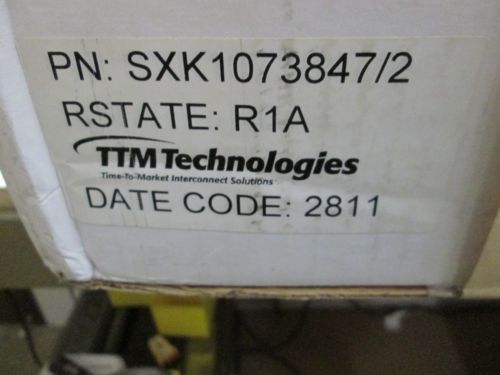 PN: SXK1073847/2
RSTATE: R1A
TTM Technologies
Time-To-Market Interconnect Solutions
DATE CODE: 2811